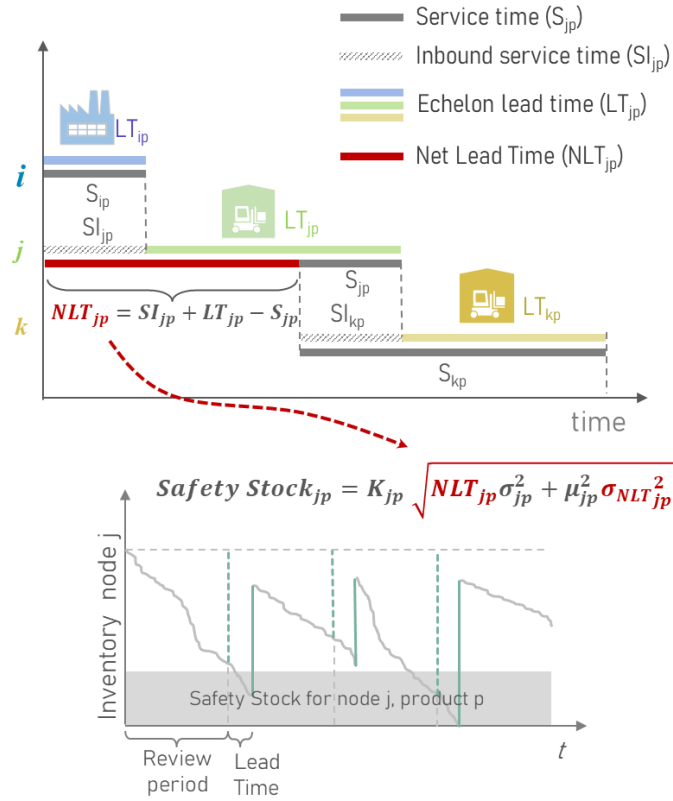 Service time (S_jp)
Inbound service time (SI_jp)
Echelon lead time (LT_jp)
Net Lead Time (NLT_jp)
LT_ip
i
S_ip
SI_jp
LT_jp
j
S_jp
NLT_jp = SI_jp + LT_jp − S_jp
SI_kp
LT_kp
k
S_kp
time
Safety Stock_jp = K_jp √(NLT_jp σ²_jp + μ²_jp σ_NLT²_jp)
Inventory node j
Safety Stock for node j, product p
t
Review period
Lead Time